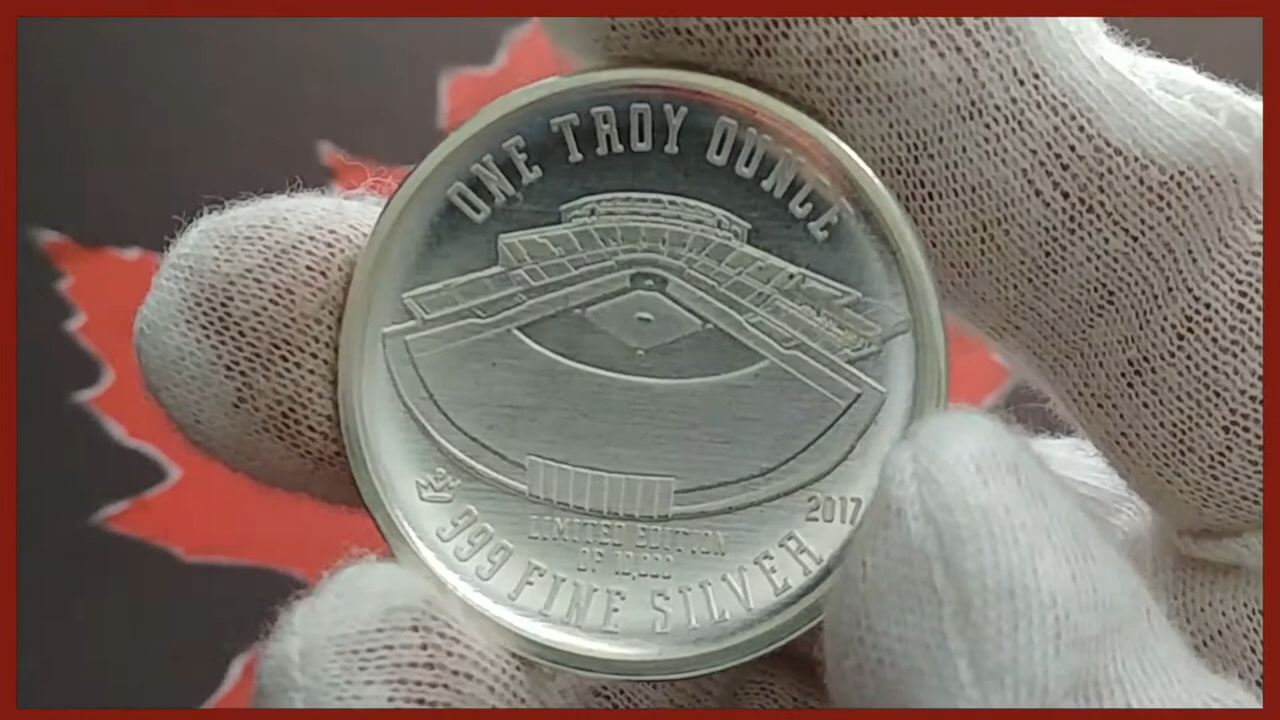 ONE TROY OUNCE
2017
LIMITED EDITION
OF 10,000
999 FINE SILVER